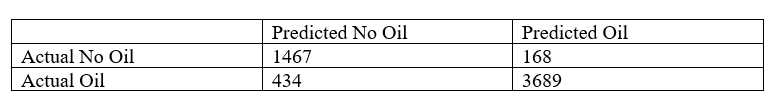 Predicted No Oil Predicted Oil
Actual No Oil 1467 168
Actual Oil 434 3689